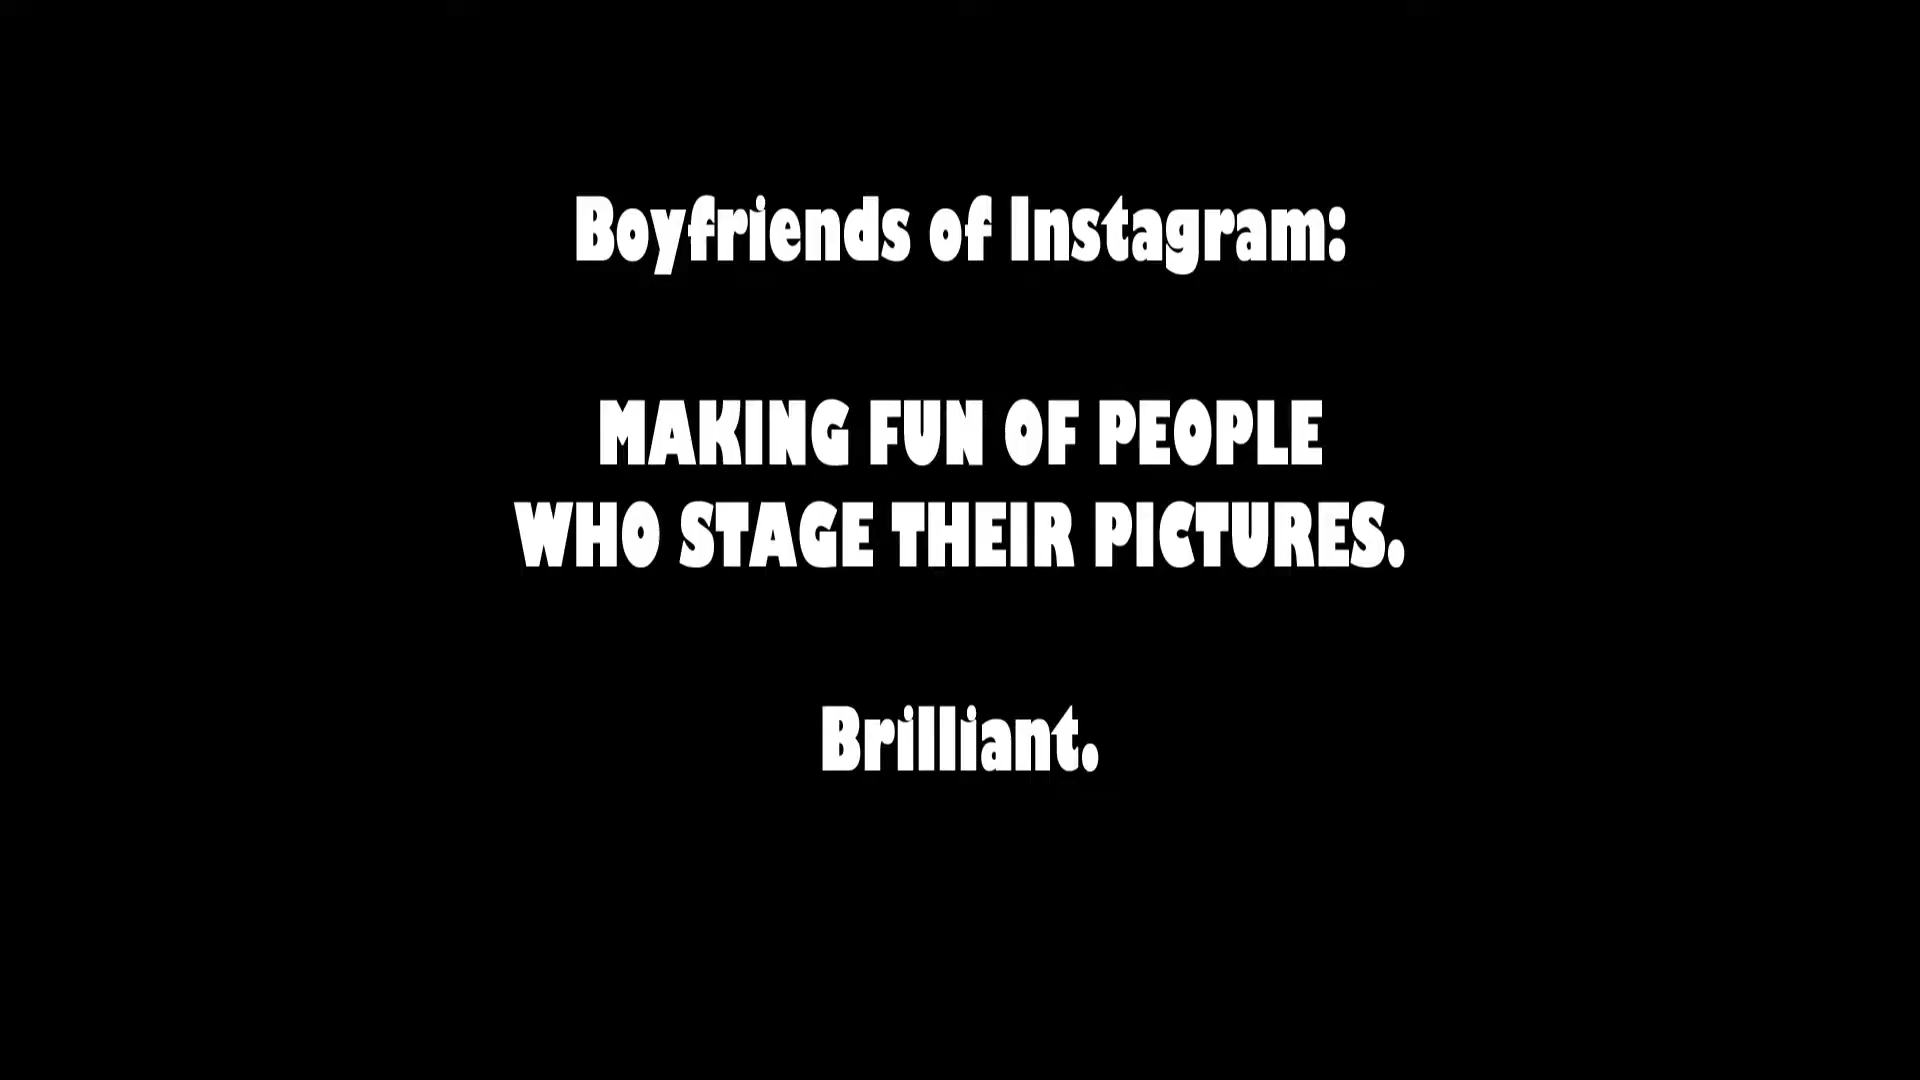 Boyfriends of Instagram:
MAKING FUN OF PEOPLE
WHO STAGE THEIR PICTURES.
Brilliant.